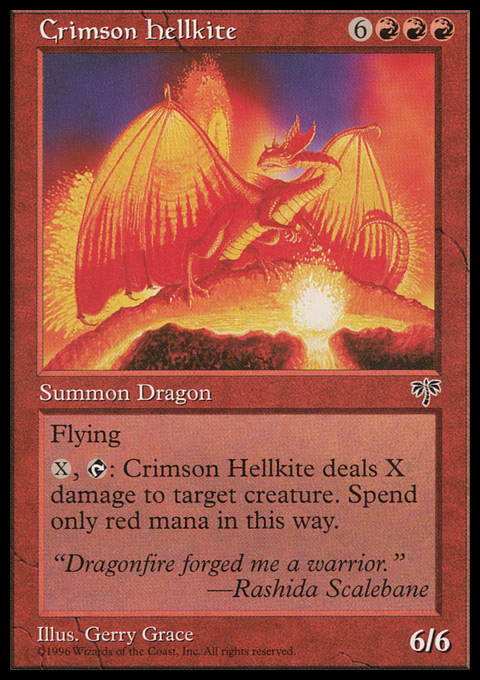 Crimson Hellkite 6
Summon Dragon
Flying
X, : Crimson Hellkite deals X
damage to target creature. Spend
only red mana in this way.
“Dragonfire forged me a warrior.”
—Rashida Scalebane
Illus. Gerry Grace
©1996 Wizards of the Coast, Inc. All rights reserved.
6/6